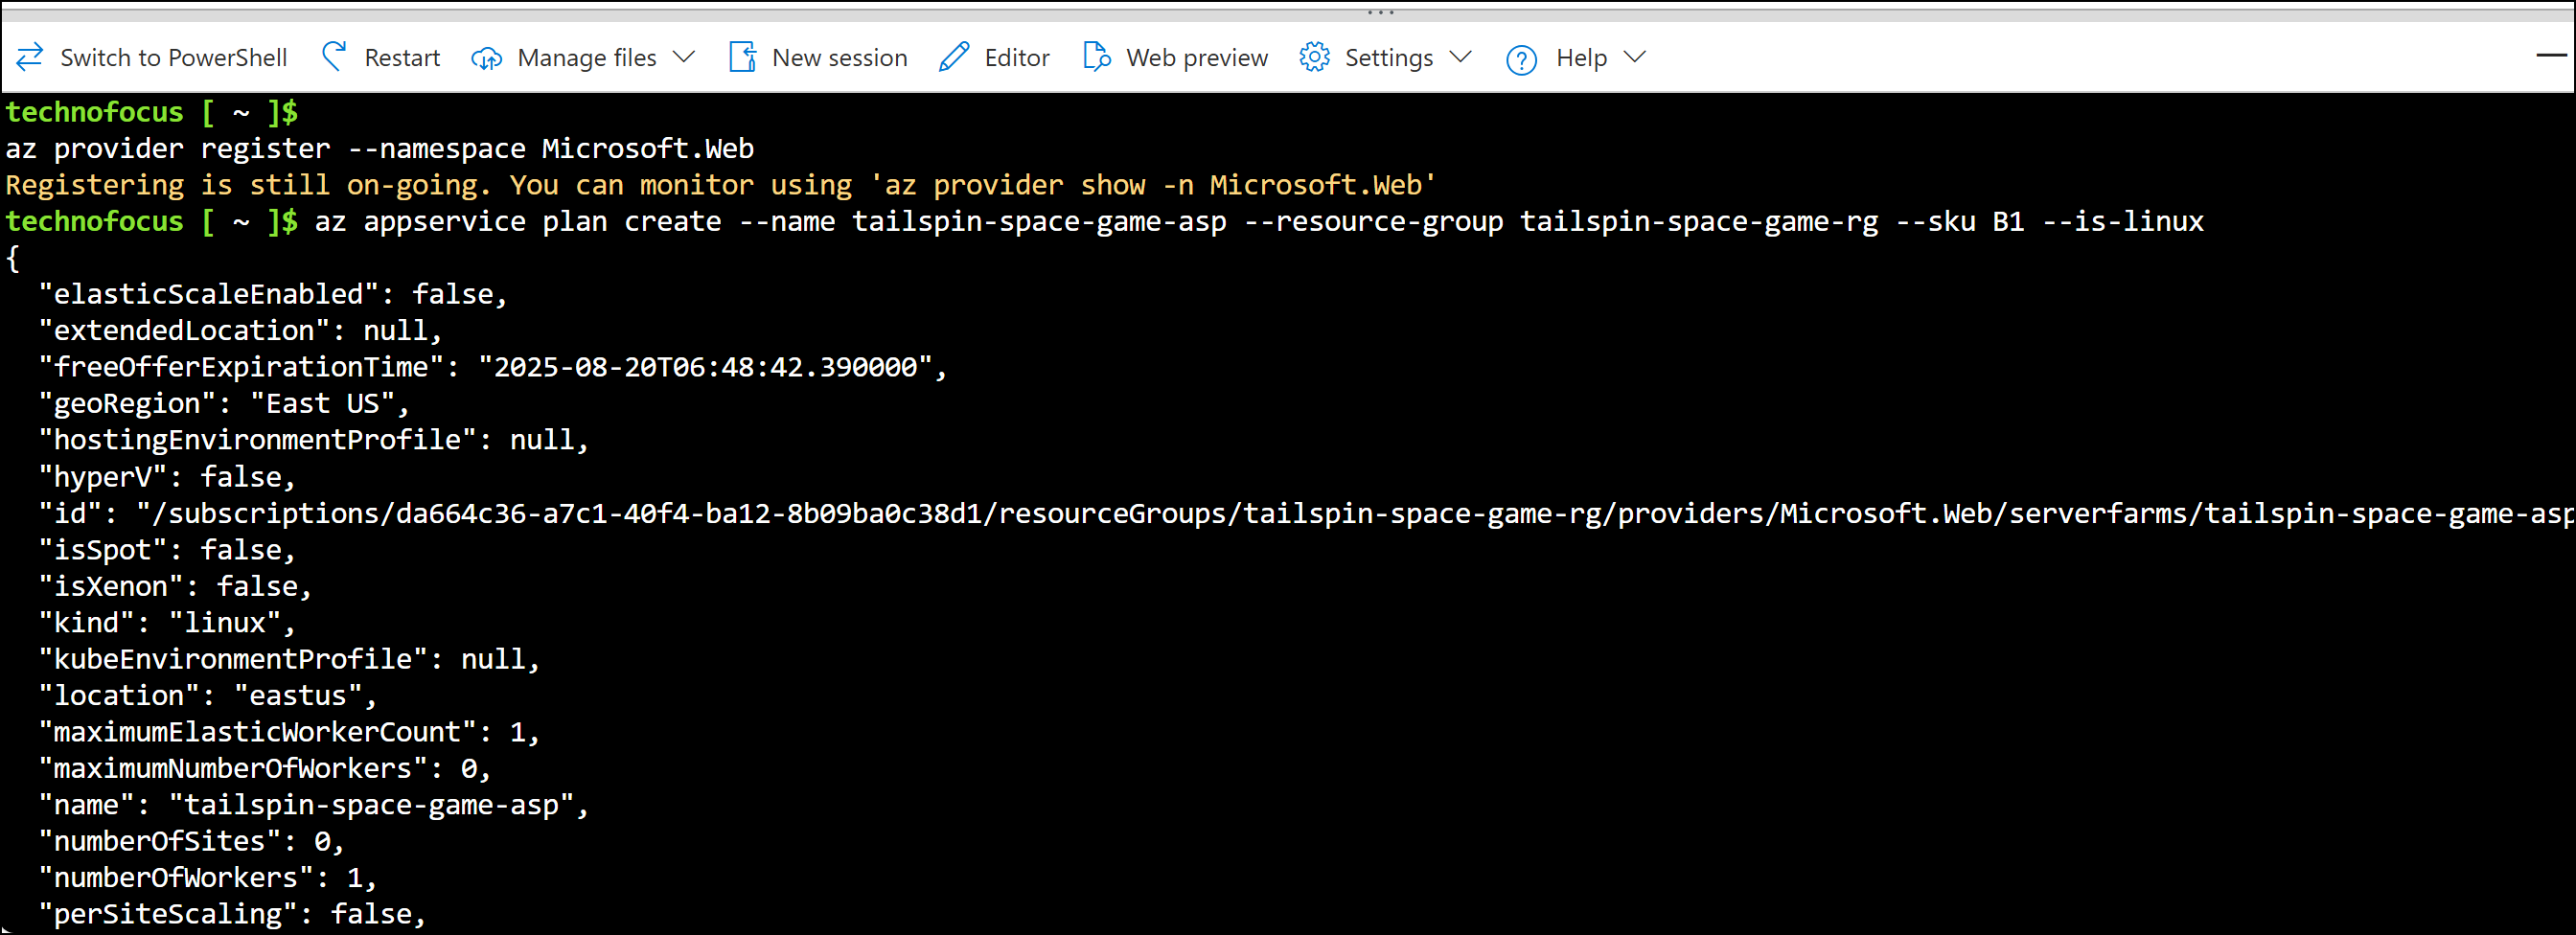 Switch to PowerShell Restart Manage files New session Editor Web preview Settings ? Help
technofocus [ ~ ]$
az provider register --namespace Microsoft.Web
Registering is still on-going. You can monitor using 'az provider show -n Microsoft.Web'
technofocus [ ~ ]$ az appservice plan create --name tailspin-space-game-asp --resource-group tailspin-space-game-rg --sku B1 --is-linux
{
  "elasticScaleEnabled": false,
  "extendedLocation": null,
  "freeOfferExpirationTime": "2025-08-20T06:48:42.390000",
  "geoRegion": "East US",
  "hostingEnvironmentProfile": null,
  "hyperV": false,
  "id": "/subscriptions/da664c36-a7c1-40f4-ba12-8b09ba0c38d1/resourceGroups/tailspin-space-game-rg/providers/Microsoft.Web/serverfarms/tailspin-space-game-asp
  "isSpot": false,
  "isXenon": false,
  "kind": "linux",
  "kubeEnvironmentProfile": null,
  "location": "eastus",
  "maximumElasticWorkerCount": 1,
  "maximumNumberOfWorkers": 0,
  "name": "tailspin-space-game-asp",
  "numberOfSites": 0,
  "numberOfWorkers": 1,
  "perSiteScaling": false,